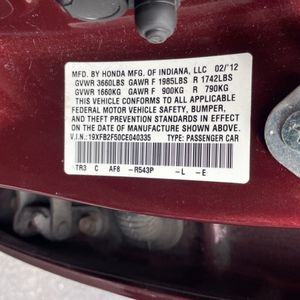 MFD. BY HONDA MFG. OF INDIANA, LLC 02/'12
GVWR 3660LBS GAWR F 1985LBS R 1742LBS
GVWR 1660KG GAWR F 900KG R 790KG
THIS VEHICLE CONFORMS TO ALL APPLICABLE
FEDERAL MOTOR VEHICLE SAFETY, BUMPER,
AND THEFT PREVENTION STANDARDS IN EFFECT
ON THE DATE OF MANUFACTURE SHOWN ABOVE.
V.I.N.: 19XFB2F50CE040335 TYPE: PASSENGER CAR
TR3 C AF8 -R543P -L -E